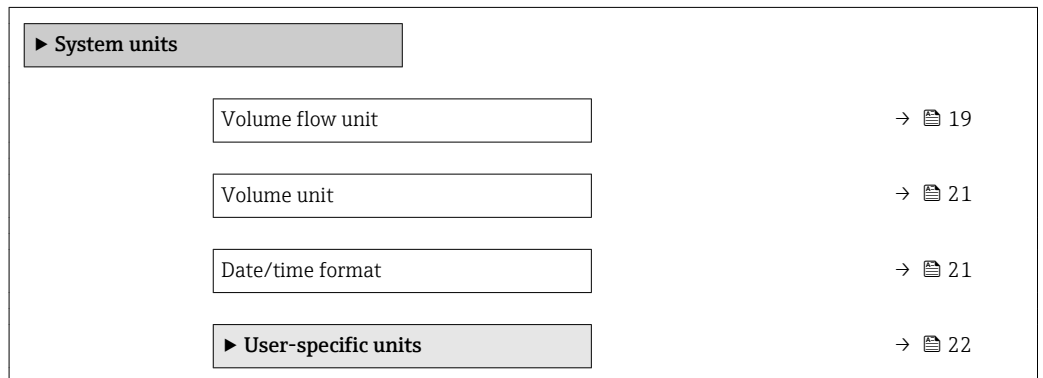 ▶ System units
Volume flow unit → 🖺 19
Volume unit → 🖺 21
Date/time format → 🖺 21
▶ User-specific units → 🖺 22